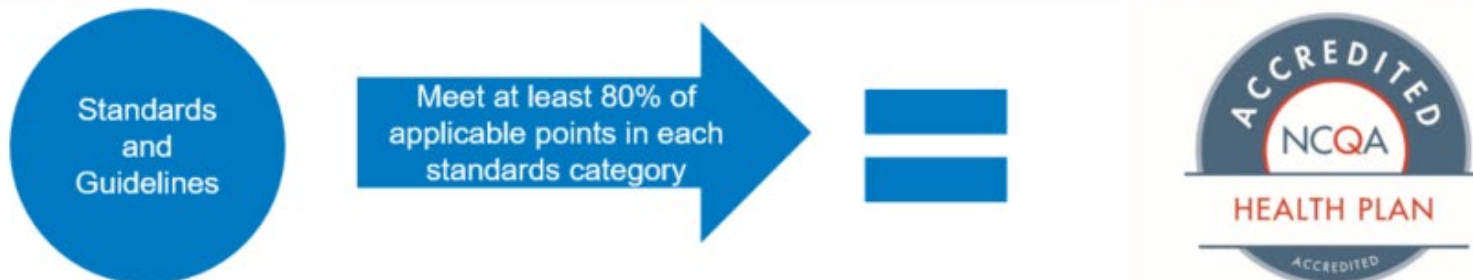 Standards
and
Guidelines
Meet at least 80% of
applicable points in each
standards category
ACCREDITED
NCQA
HEALTH PLAN
ACCREDITED